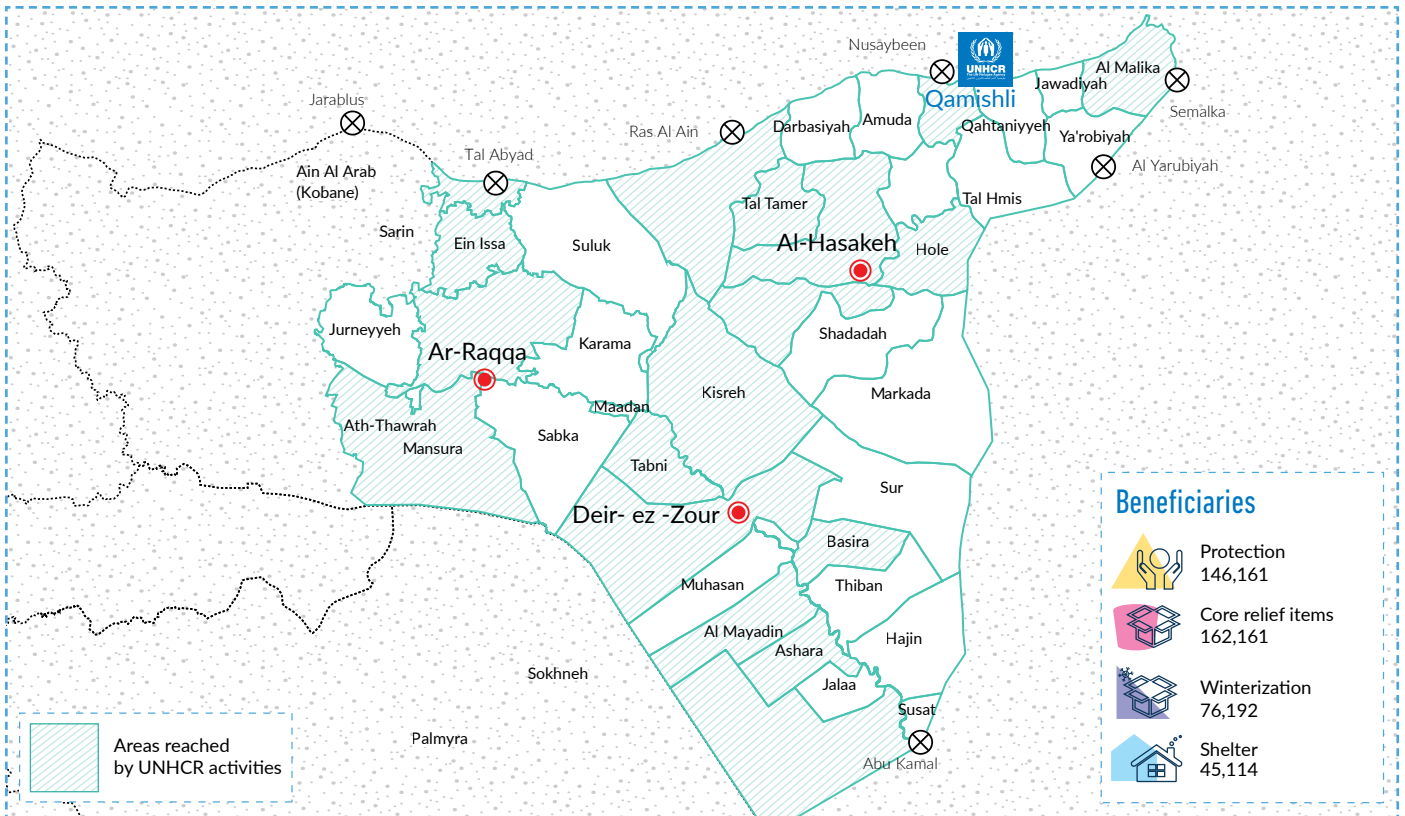 Nusaybeen
UNHCR
The UN Refugee Agency
Qamishli
Jawadiyah
Al Malika
Semalka
Jarablus
Ras Al Ain
Darbasiyah
Amuda
Qahtaniyyeh
Ya'robiyah
Al Yarubiyah
Tal Abyad
Ain Al Arab
(Kobane)
Sarin
Ein Issa
Suluk
Tal Tamer
Tal Hmis
Al-Hasakeh
Hole
Jurneyyeh
Ar-Raqqa
Karama
Shadadah
Kisreh
Markada
Maadan
Ath-Thawrah
Mansura
Sabka
Tabni
Sur
Deir- ez -Zour
Basira
Muhasan
Thiban
Al Mayadin
Ashara
Hajin
Jalaa
Sokhneh
Susat
Palmyra
Abu Kamal
Areas reached
by UNHCR activities
Beneficiaries
Protection
146,161
Core relief items
162,161
Winterization
76,192
Shelter
45,114